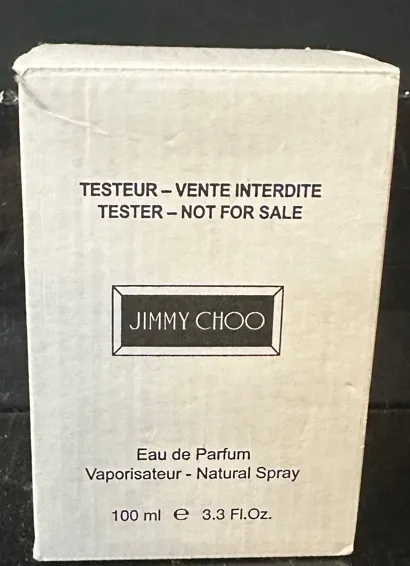 TESTEUR – VENTE INTERDITE
TESTER – NOT FOR SALE
JIMMY CHOO
Eau de Parfum
Vaporisateur - Natural Spray
100 ml ℮ 3.3 Fl.Oz.